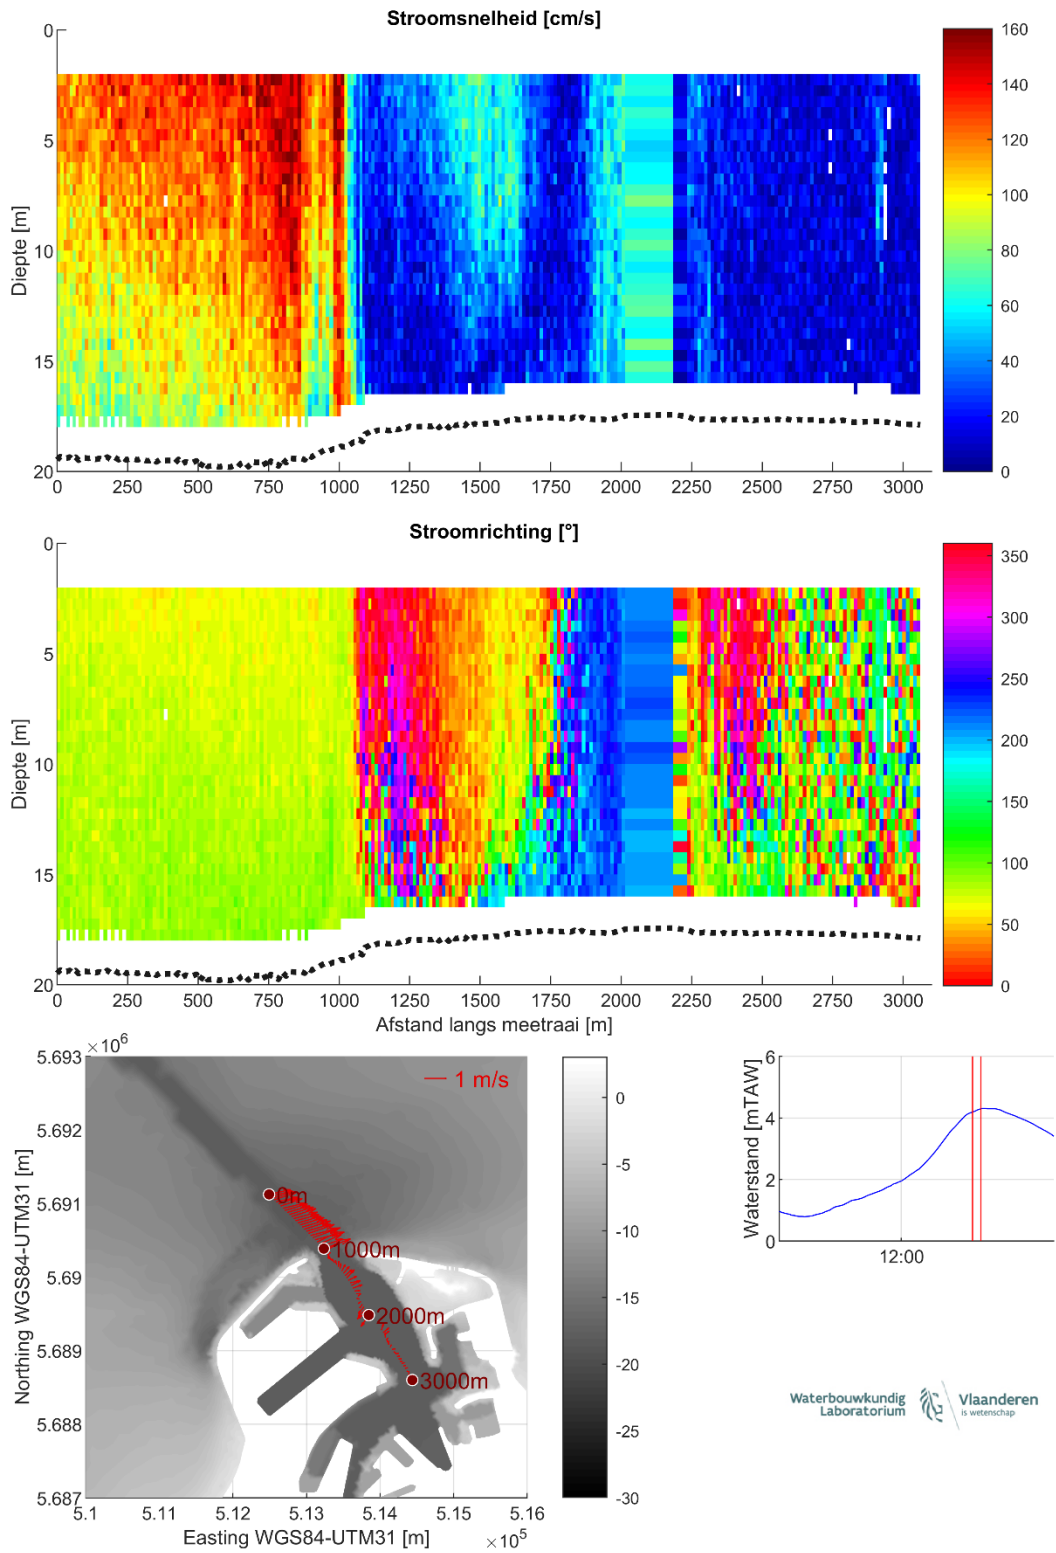 Stroomsnelheid [cm/s]
0
5
10
15
20
Diepte [m]
0 250 500 750 1000 1250 1500 1750 2000 2250 2500 2750 3000
160
140
120
100
80
60
40
20
0
Stroomrichting [°]
0
5
10
15
20
Diepte [m]
0 250 500 750 1000 1250 1500 1750 2000 2250 2500 2750 3000
Afstand langs meetraai [m]
350
300
250
200
150
100
50
0
×10⁶
5.693
5.692
5.691
5.69
5.689
5.688
5.687
Northing WGS84-UTM31 [m]
1 m/s
0m
1000m
2000m
3000m
5.1 5.11 5.12 5.13 5.14 5.15 5.16
Easting WGS84-UTM31 [m]
×10⁵
0
-5
-10
-15
-20
-25
-30
6
4
2
0
Waterstand [mTAW]
12:00
Waterbouwkundig
Laboratorium
Vlaanderen
is wetenschap